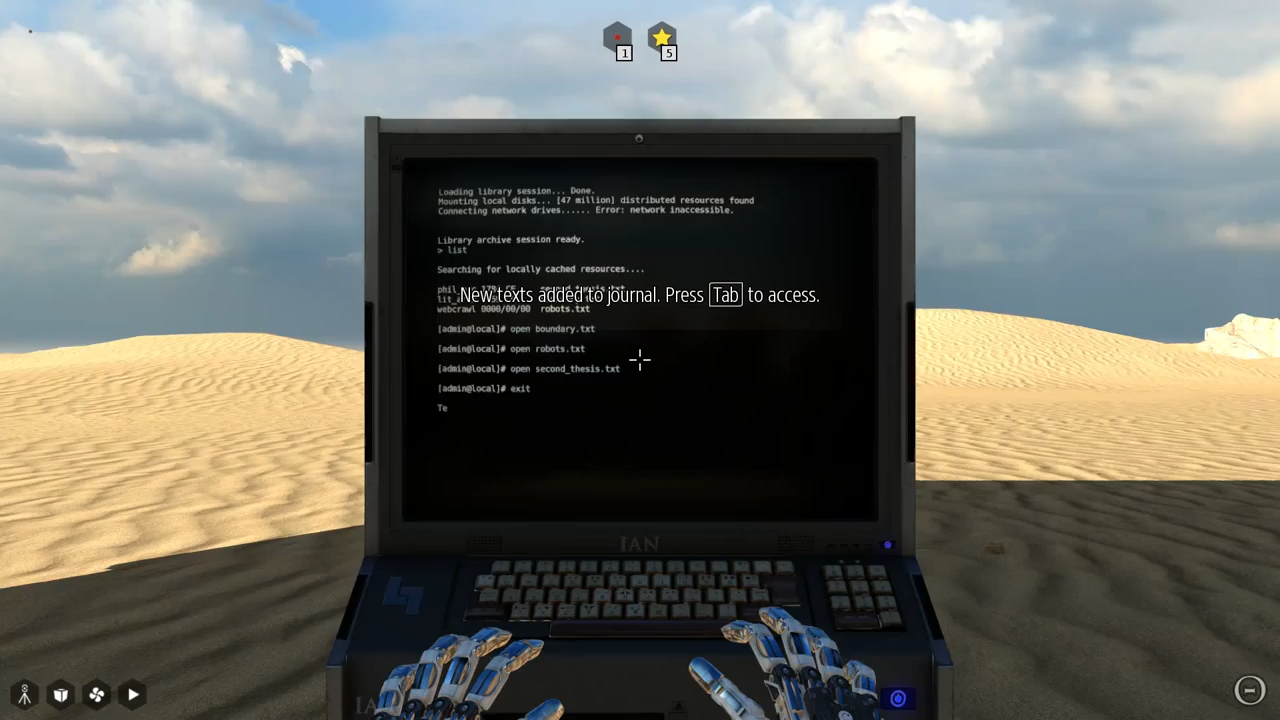 1
5
Loading library session... Done.
Mounting local disks... [47 million] distributed resources found
Connecting network drives...... Error: network inaccessible.
Library archive session ready.
> list
Searching for locally cached resources....
New texts added to journal. Press Tab to access.
webcrawl 0000/00/00 robots.txt
[admin@local]# open boundary.txt
[admin@local]# open robots.txt
[admin@local]# open second_thesis.txt
[admin@local]# exit
Te
IAN